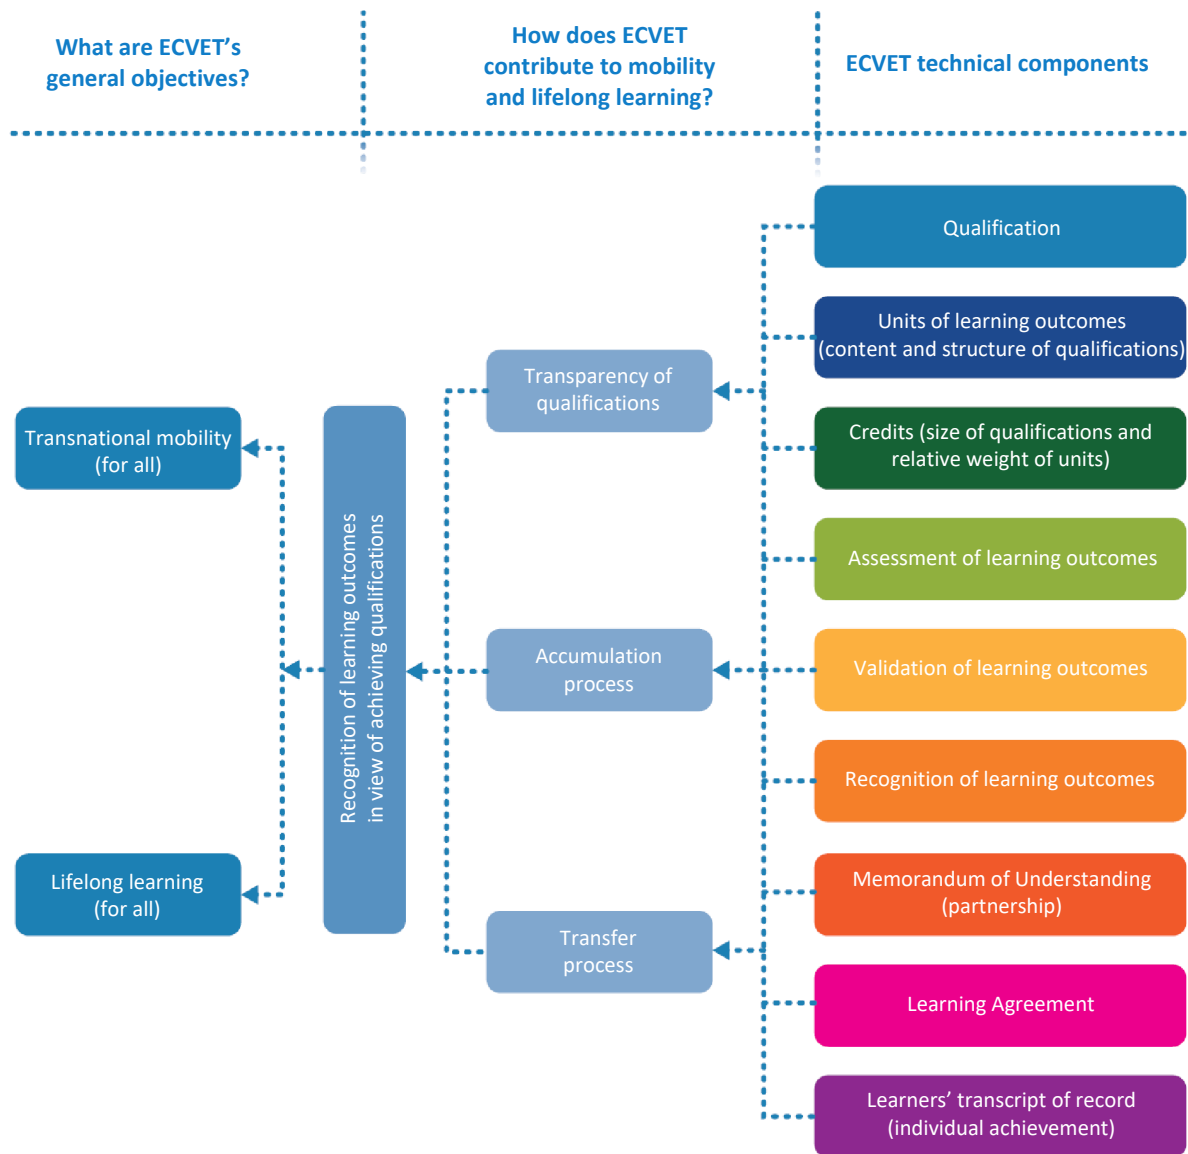 What are ECVET’s
general objectives?
How does ECVET
contribute to mobility
and lifelong learning?
ECVET technical components
Transnational mobility
(for all)
Lifelong learning
(for all)
Recognition of learning outcomes
in view of achieving qualifications
Transparency of
qualifications
Accumulation
process
Transfer
process
Qualification
Units of learning outcomes
(content and structure of qualifications)
Credits (size of qualifications and
relative weight of units)
Assessment of learning outcomes
Validation of learning outcomes
Recognition of learning outcomes
Memorandum of Understanding
(partnership)
Learning Agreement
Learners’ transcript of record
(individual achievement)